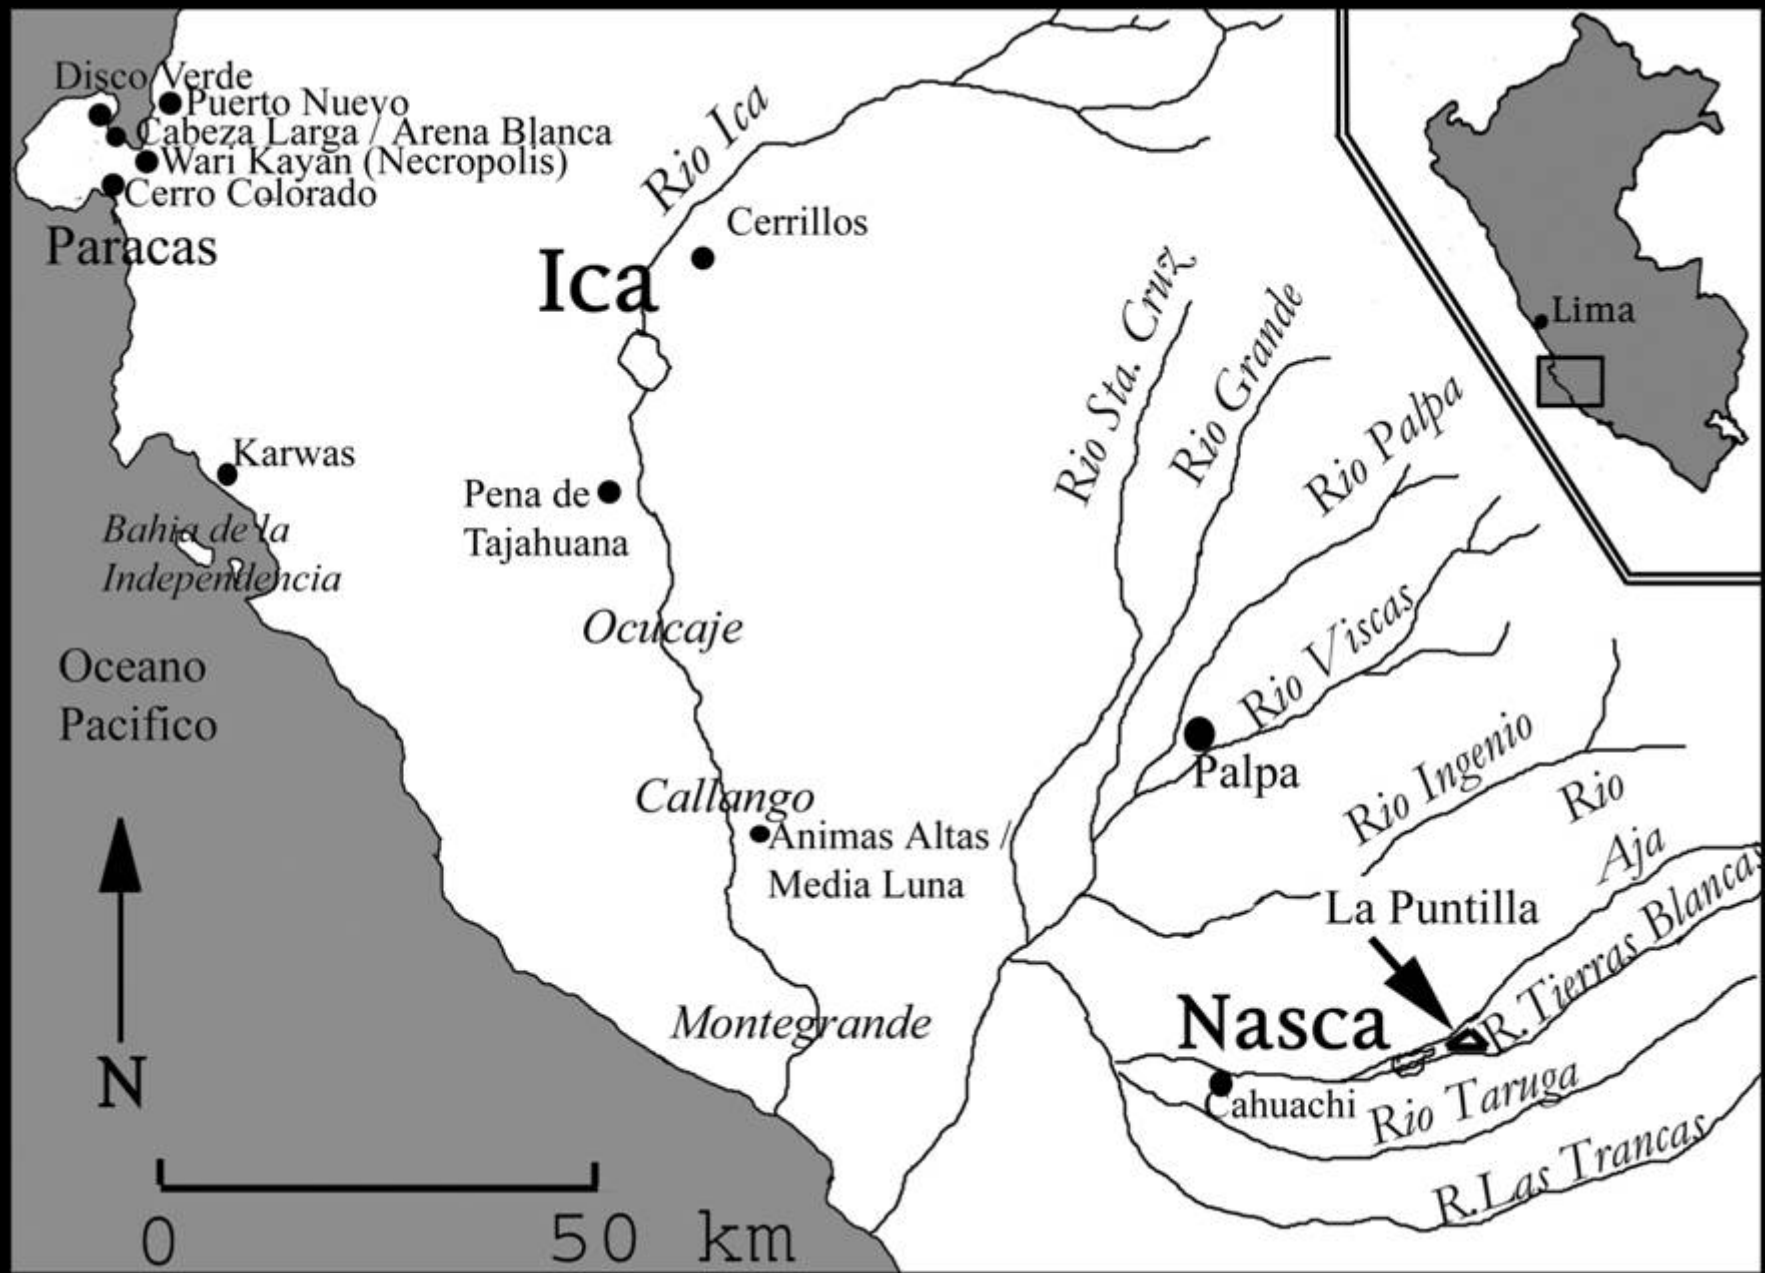 Disco Verde
Puerto Nuevo
Cabeza Larga / Arena Blanca
Wari Kayan (Necropolis)
Cerro Colorado
Paracas
Rio Ica
Cerrillos
Ica
Lima
Rio Sta. Cruz
Rio Grande
Rio Palpa
Karwas
Pena de
Tajahuana
Bahia de la
Independencia
Ocucaje
Rio Viscas
Oceano
Pacifico
Palpa
Callango
Animas Altas /
Media Luna
Rio Ingenio
Rio
Aja
La Puntilla
R. Tierras Blancas
Nasca
Montegrande
Cahuachi
Rio Taruga
R. Las Trancas
N
0 50 km